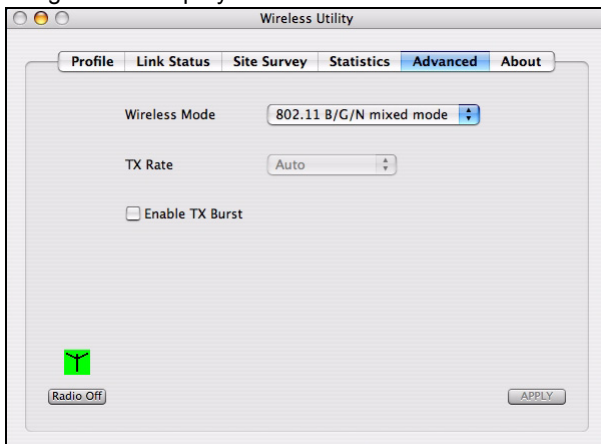 Wireless Utility
Profile Link Status Site Survey Statistics Advanced About
Wireless Mode 802.11 B/G/N mixed mode
TX Rate Auto
Enable TX Burst
Radio Off APPLY